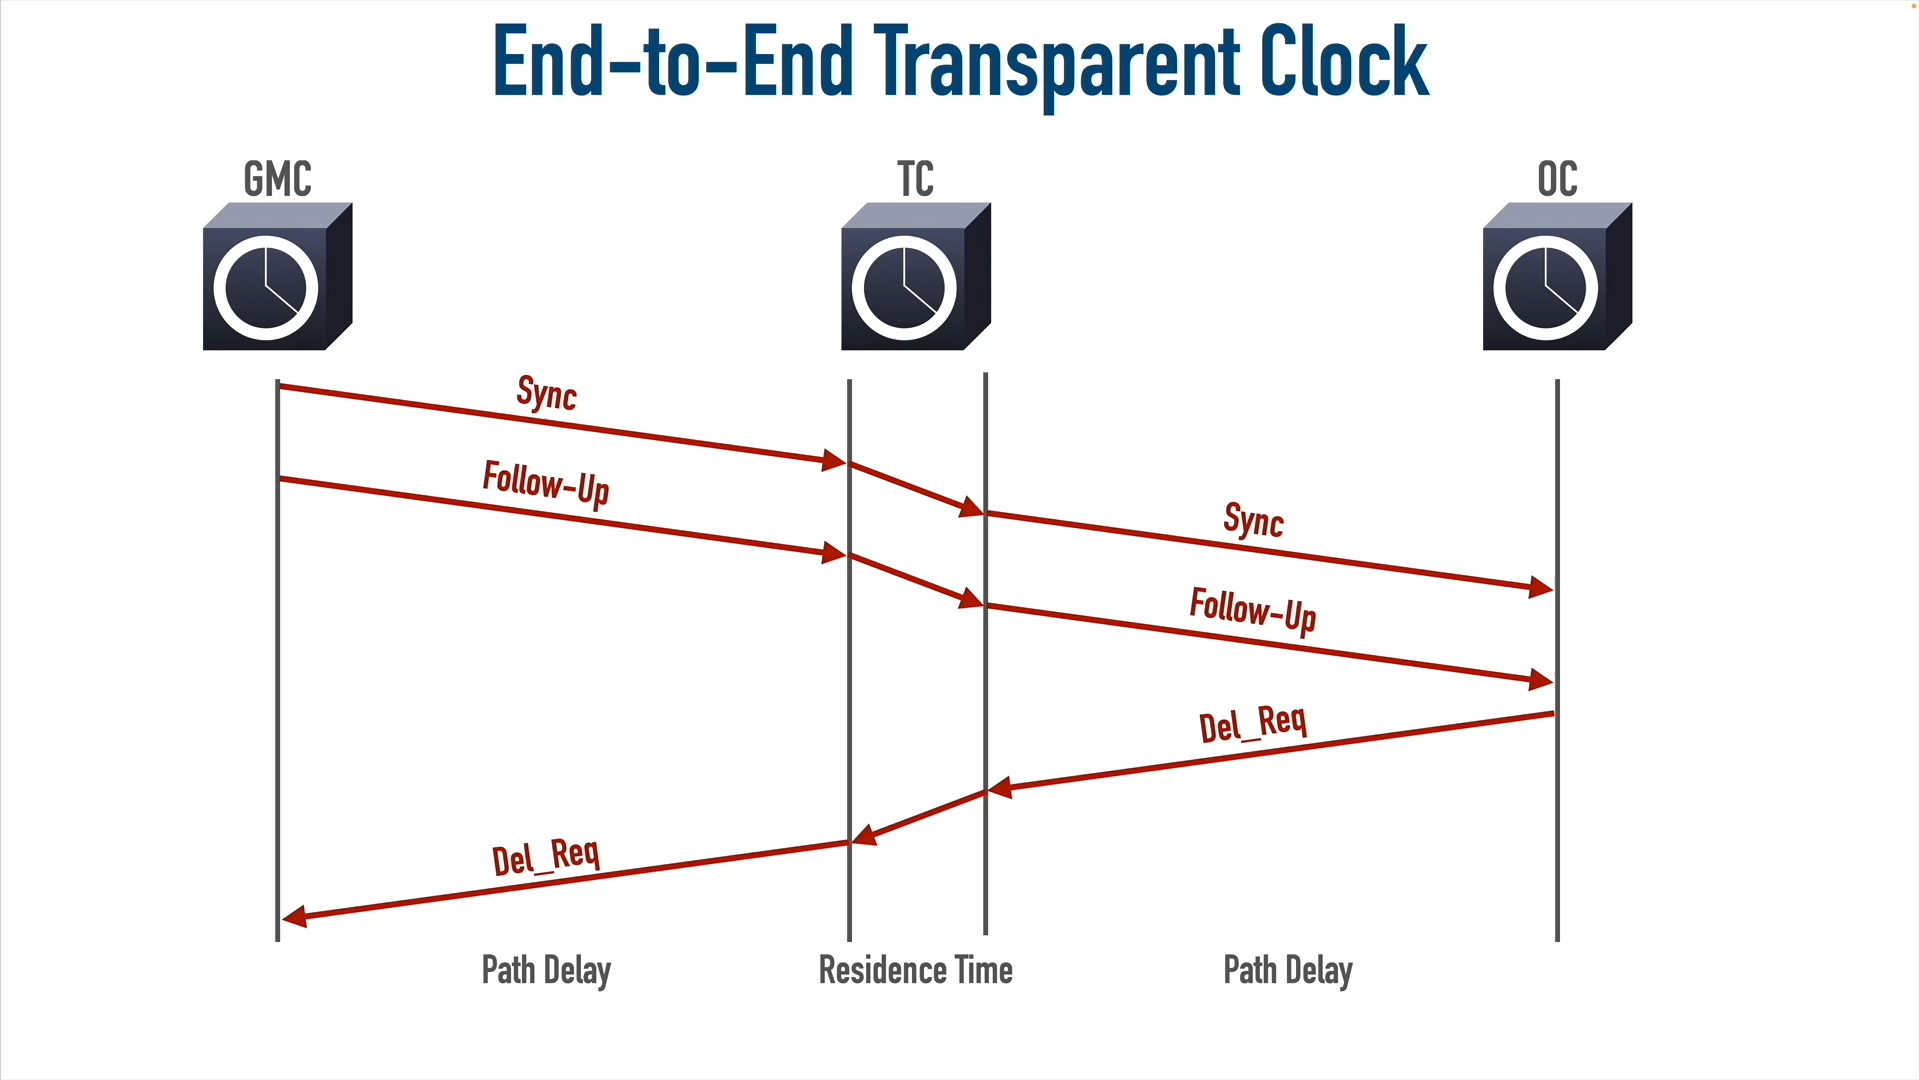 End-to-End Transparent Clock
GMC
TC
OC
Sync
Follow-Up
Sync
Follow-Up
Del_Req
Del_Req
Path Delay
Residence Time
Path Delay